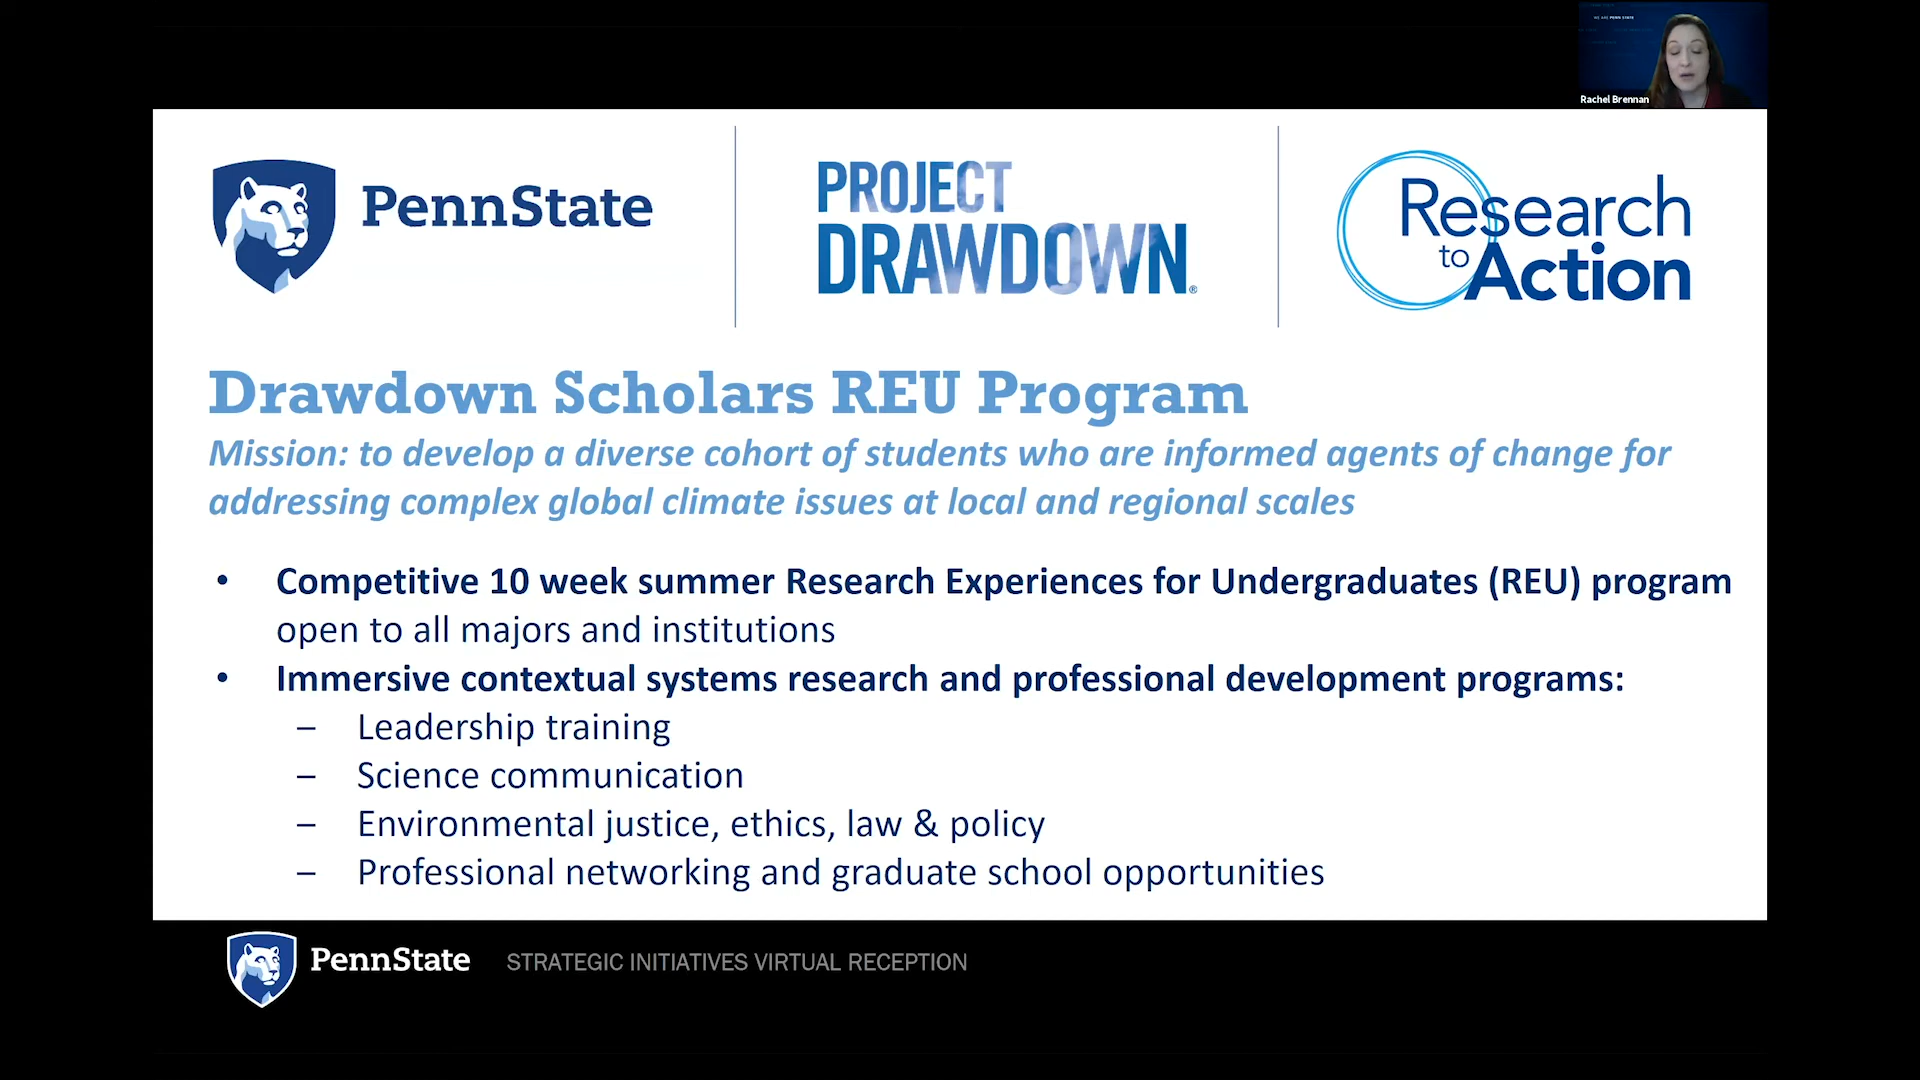 WE ARE PENN STATE
Rachel Brennan
PennState
PROJECT
DRAWDOWN®
Research
to Action
Drawdown Scholars REU Program
Mission: to develop a diverse cohort of students who are informed agents of change for
addressing complex global climate issues at local and regional scales
• Competitive 10 week summer Research Experiences for Undergraduates (REU) program
open to all majors and institutions
• Immersive contextual systems research and professional development programs:
– Leadership training
– Science communication
– Environmental justice, ethics, law & policy
– Professional networking and graduate school opportunities
PennState STRATEGIC INITIATIVES VIRTUAL RECEPTION